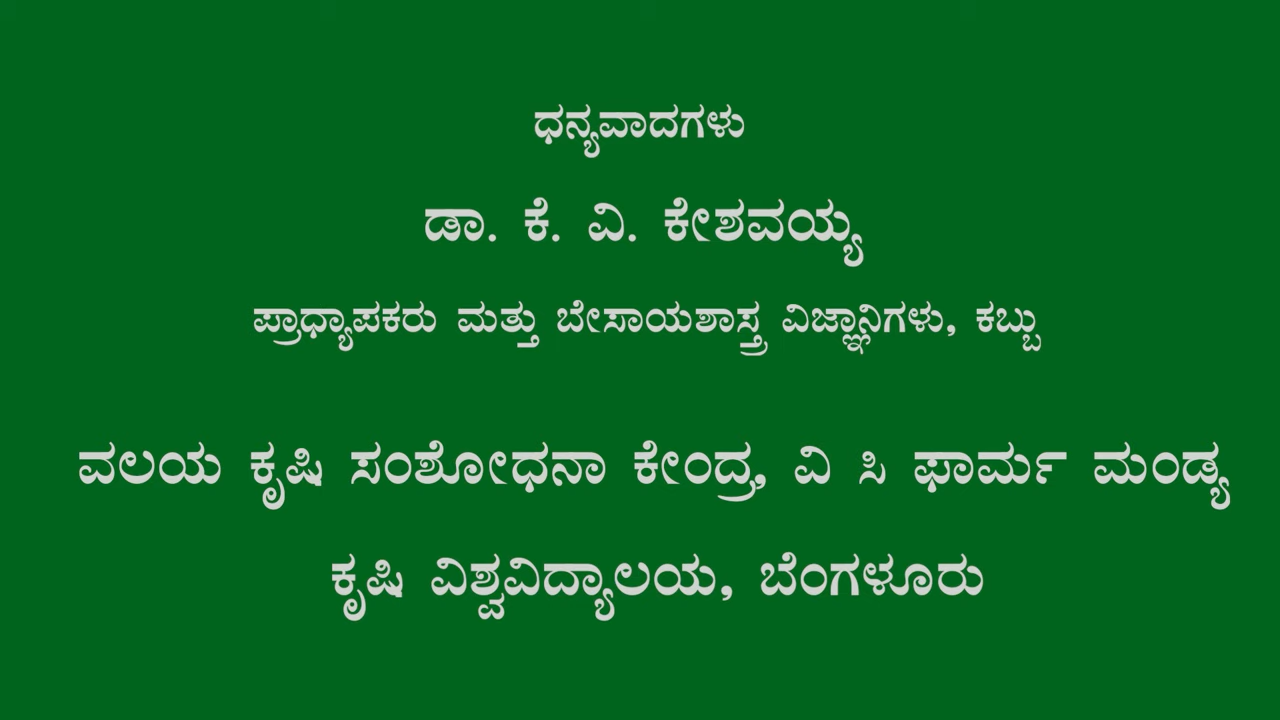 ಧನ್ಯವಾದಗಳು
ಡಾ. ಕೆ. ವಿ. ಕೇಶವಯ್ಯ
ಪ್ರಾಧ್ಯಾಪಕರು ಮತ್ತು ಬೇಸಾಯಶಾಸ್ತ್ರ ವಿಜ್ಞಾನಿಗಳು, ಕಬ್ಬು
ವಲಯ ಕೃಷಿ ಸಂಶೋಧನಾ ಕೇಂದ್ರ, ವಿ ಸಿ ಫಾರ್ಮ ಮಂಡ್ಯ
ಕೃಷಿ ವಿಶ್ವವಿದ್ಯಾಲಯ, ಬೆಂಗಳೂರು